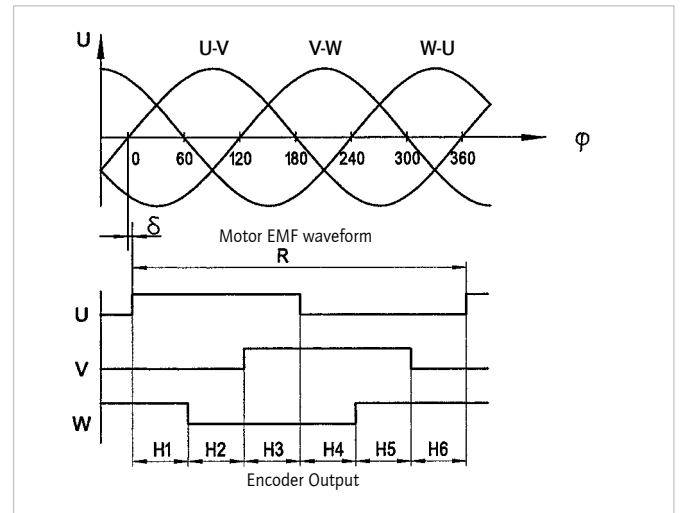 U
U-V V-W W-U
0 60 120 180 240 300 360
φ
δ
Motor EMF waveform
R
U
V
W
H1 H2 H3 H4 H5 H6
Encoder Output